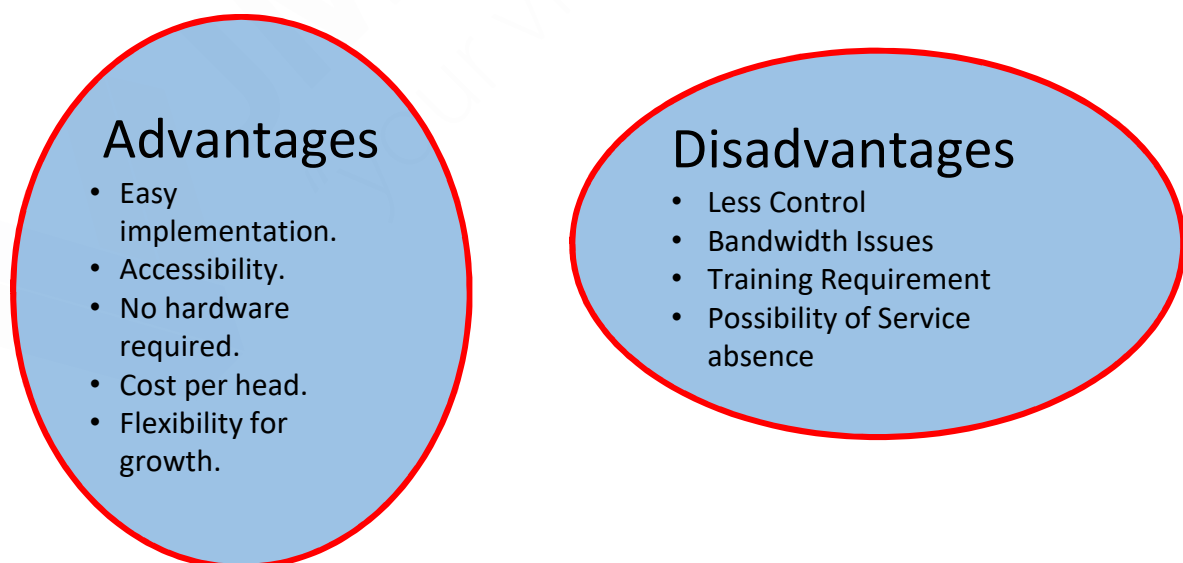 Advantages
• Easy
implementation.
• Accessibility.
• No hardware
required.
• Cost per head.
• Flexibility for
growth.
Disadvantages
• Less Control
• Bandwidth Issues
• Training Requirement
• Possibility of Service
absence